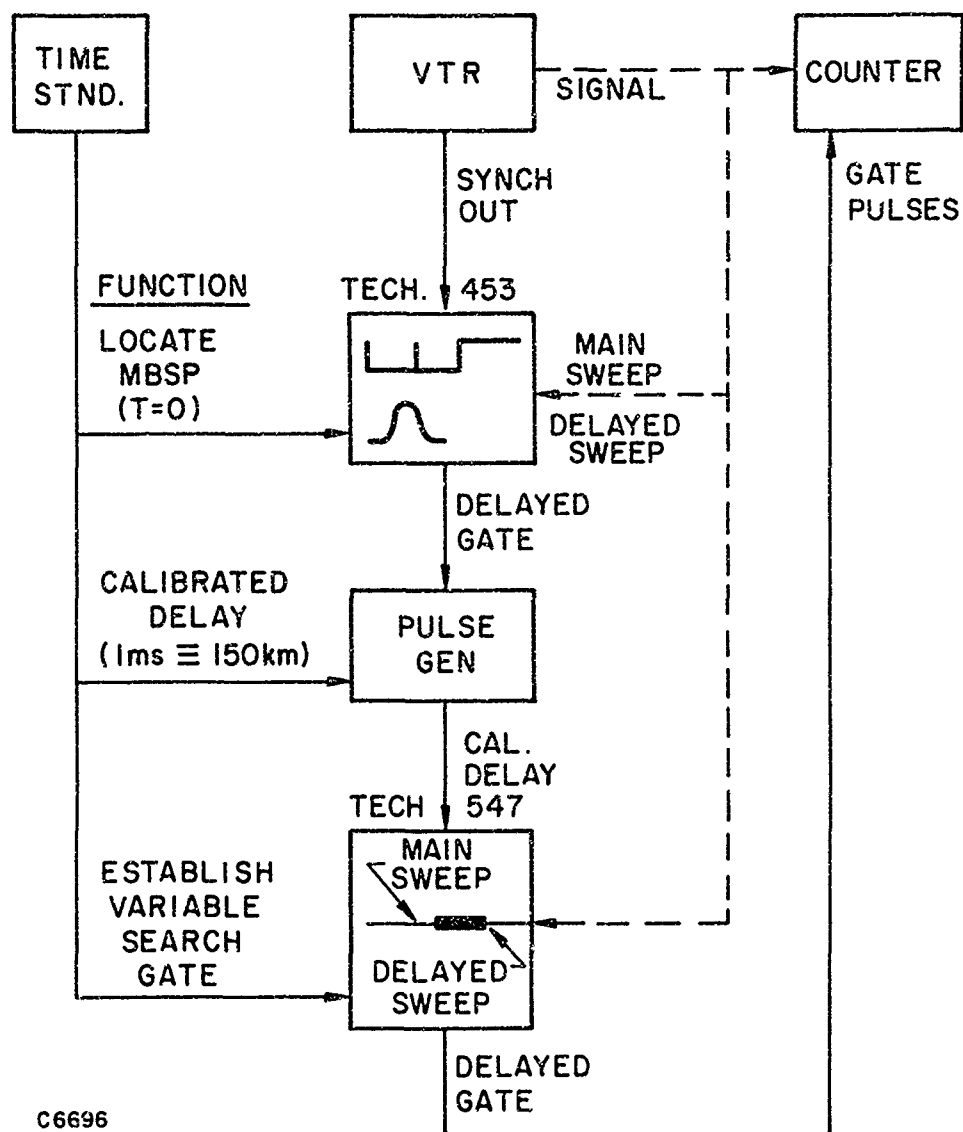 TIME
STND.
VTR
SIGNAL
COUNTER
SYNCH
OUT
GATE
PULSES
FUNCTION
TECH. 453
LOCATE
MBSP
(T=0)
MAIN
SWEEP
DELAYED
SWEEP
DELAYED
GATE
CALIBRATED
DELAY
(1ms ≡ 150km)
PULSE
GEN
CAL.
DELAY
TECH 547
MAIN
SWEEP
ESTABLISH
VARIABLE
SEARCH
GATE
DELAYED
SWEEP
DELAYED
GATE
C6696